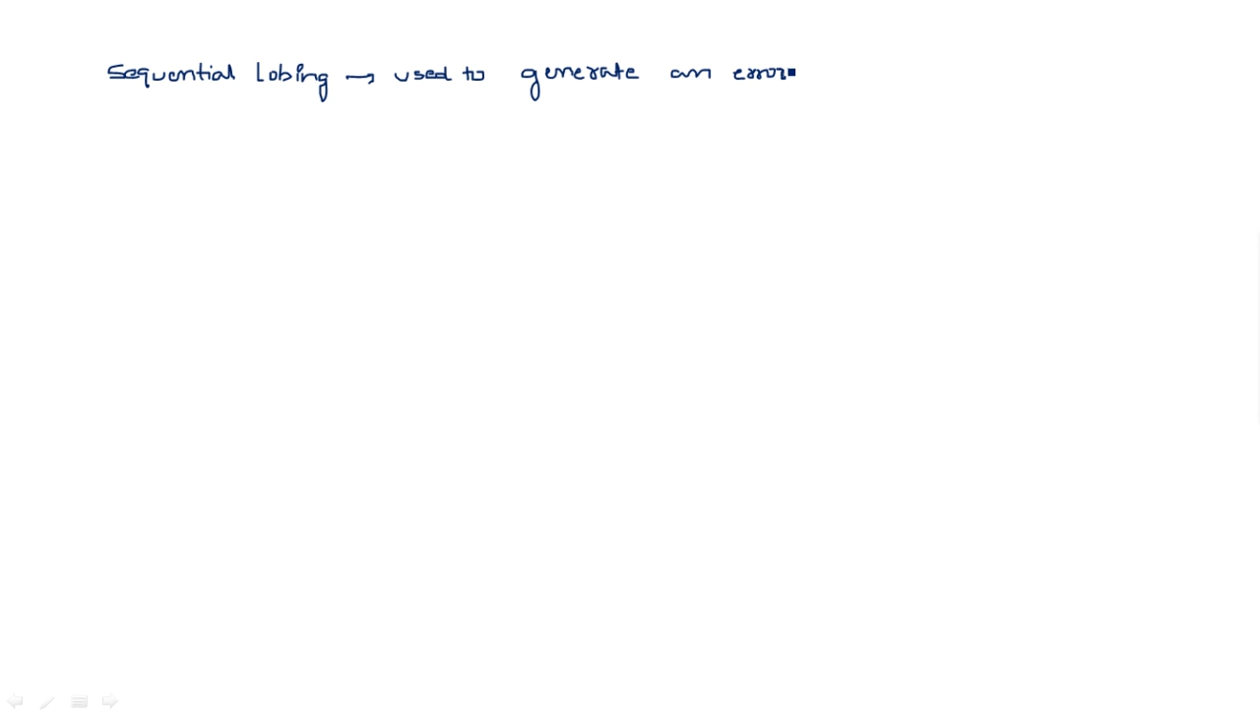 Sequential Lobing → used to generate an error